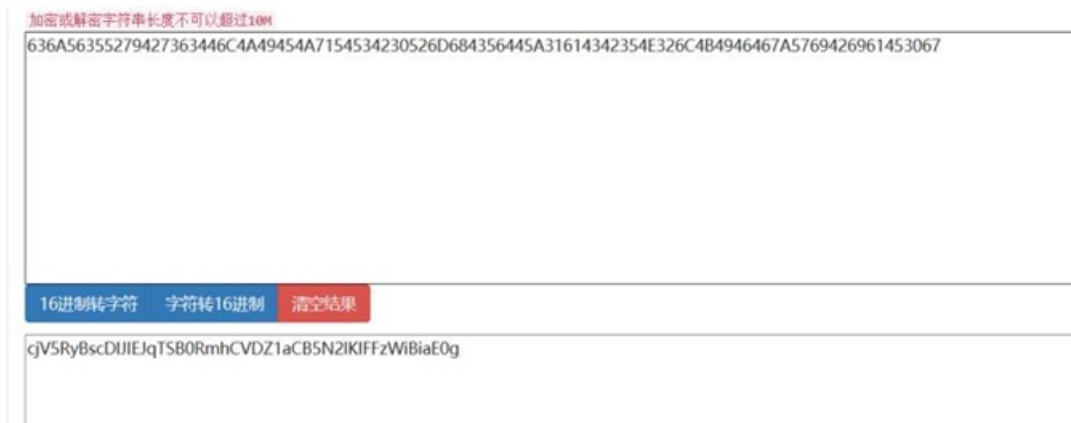 加密或解密字符串长度不可以超过10M
636A56355279427363446C4A49454A7154534230526D684356445A31614342354E326C4B4946467A5769426961453067
16进制转字符 字符转16进制 清空结果
cjV5RyBscDlJIEJqTSB0RmhCVDZ1aCB5N2lKIFFzWiBiaE0g